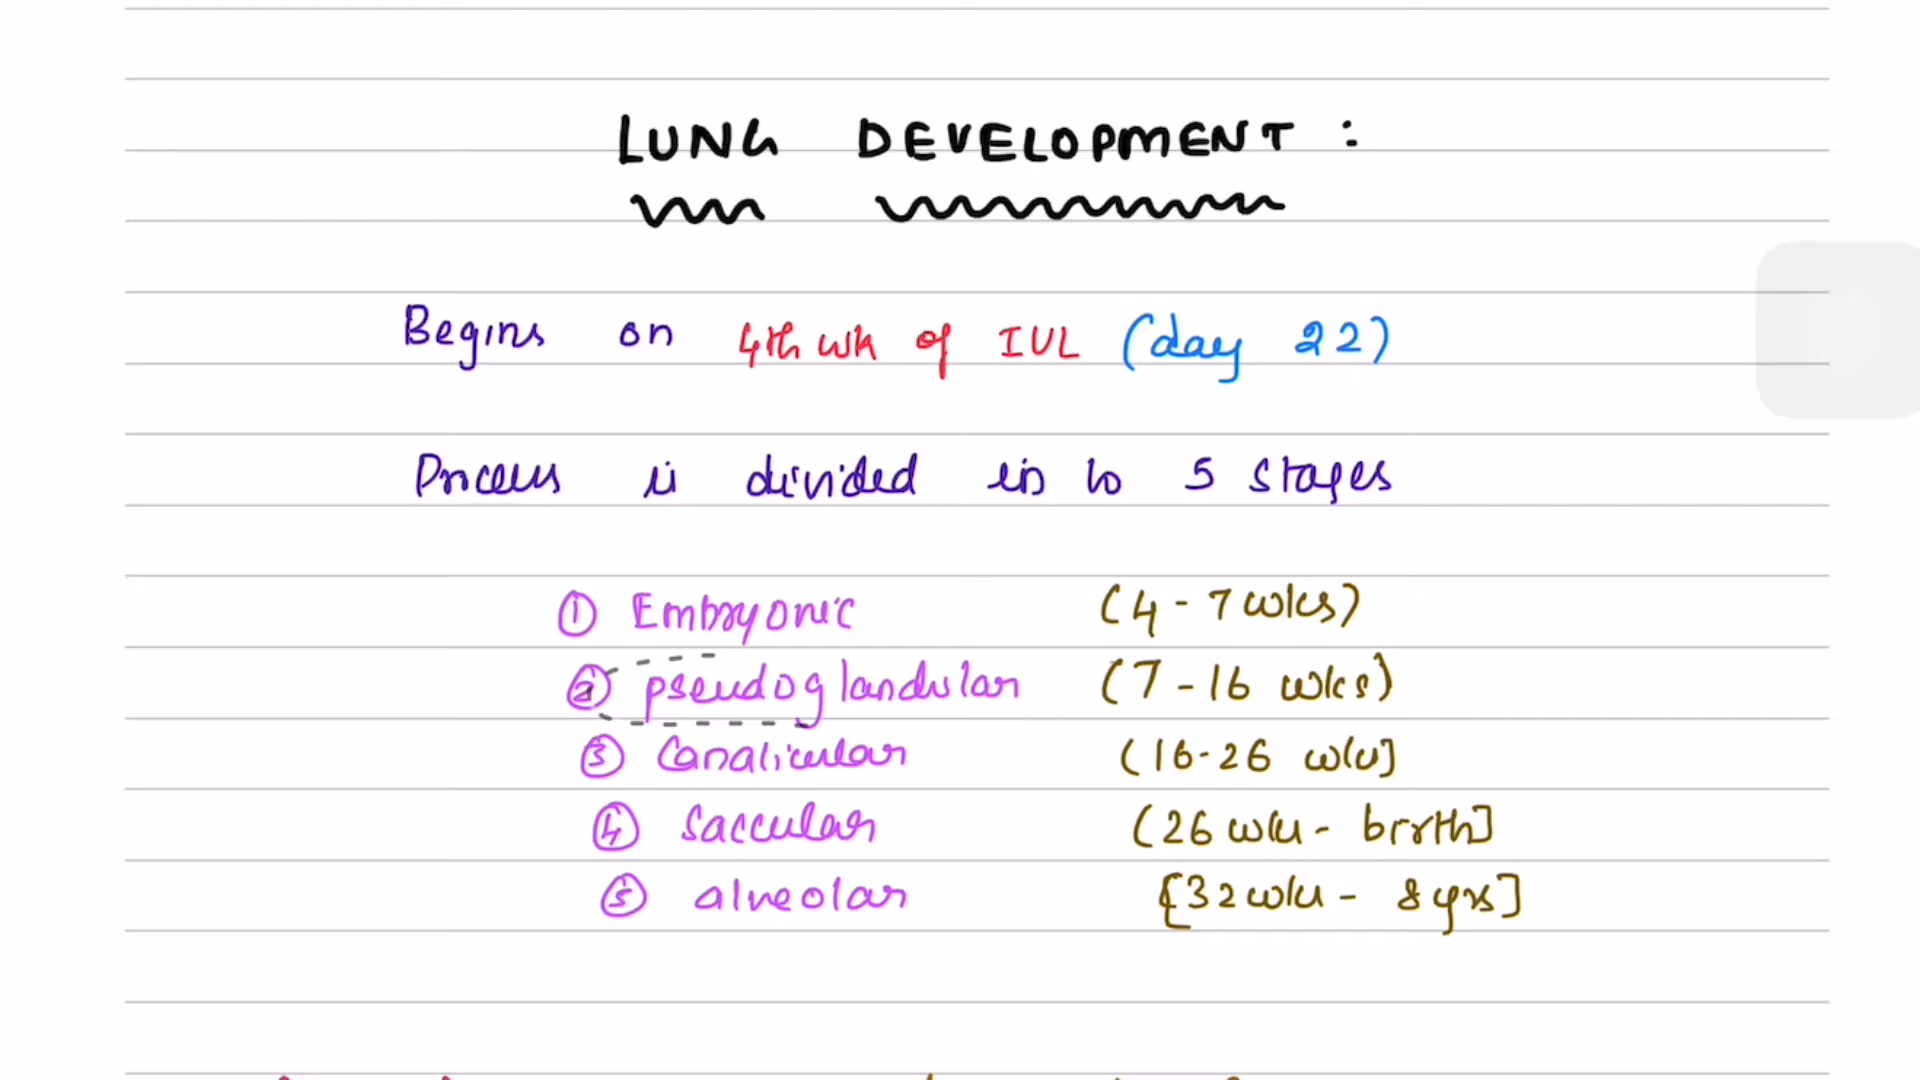 LUNG DEVELOPMENT :
Begins on 4th wk of IUL (day 22)
Process is divided in to 5 stages
① Embryonic (4 - 7 wks)
② pseudoglandular (7 - 16 wks)
③ Canalicular (16 - 26 wks]
④ Saccular (26 wks - birth]
⑤ alveolar [32 wks - 8 yrs]